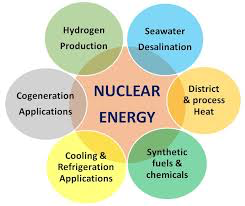 Hydrogen
Production
Seawater
Desalination
Cogeneration
Applications
NUCLEAR
ENERGY
District
& process
Heat
Cooling &
Refrigeration
Applications
Synthetic
fuels &
chemicals